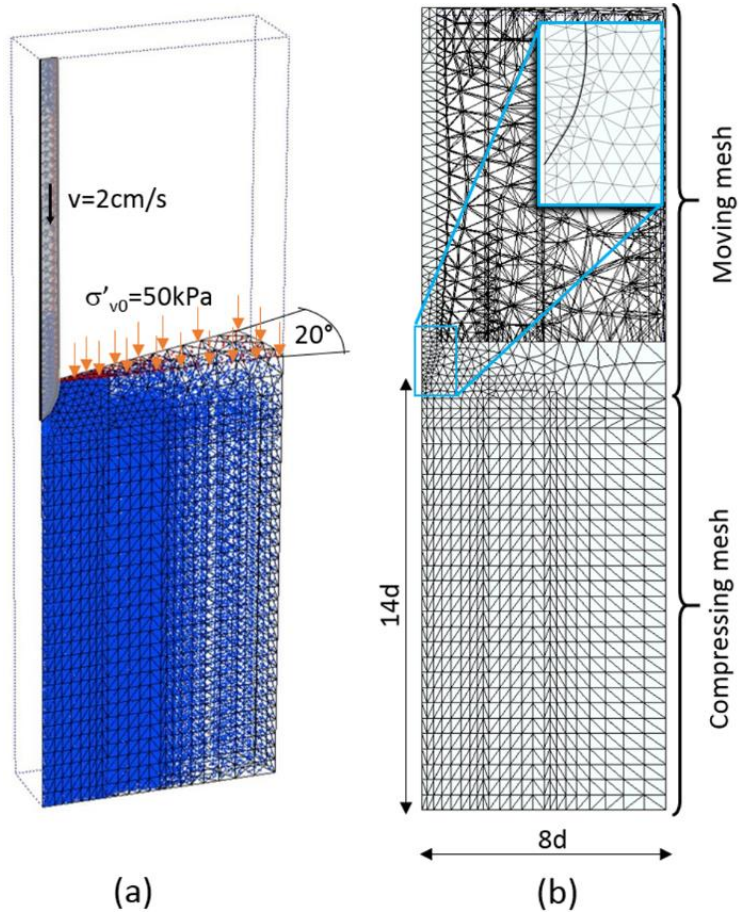 v=2cm/s
σ'v0=50kPa
20°
(a)
Moving mesh
14d
Compressing mesh
8d
(b)